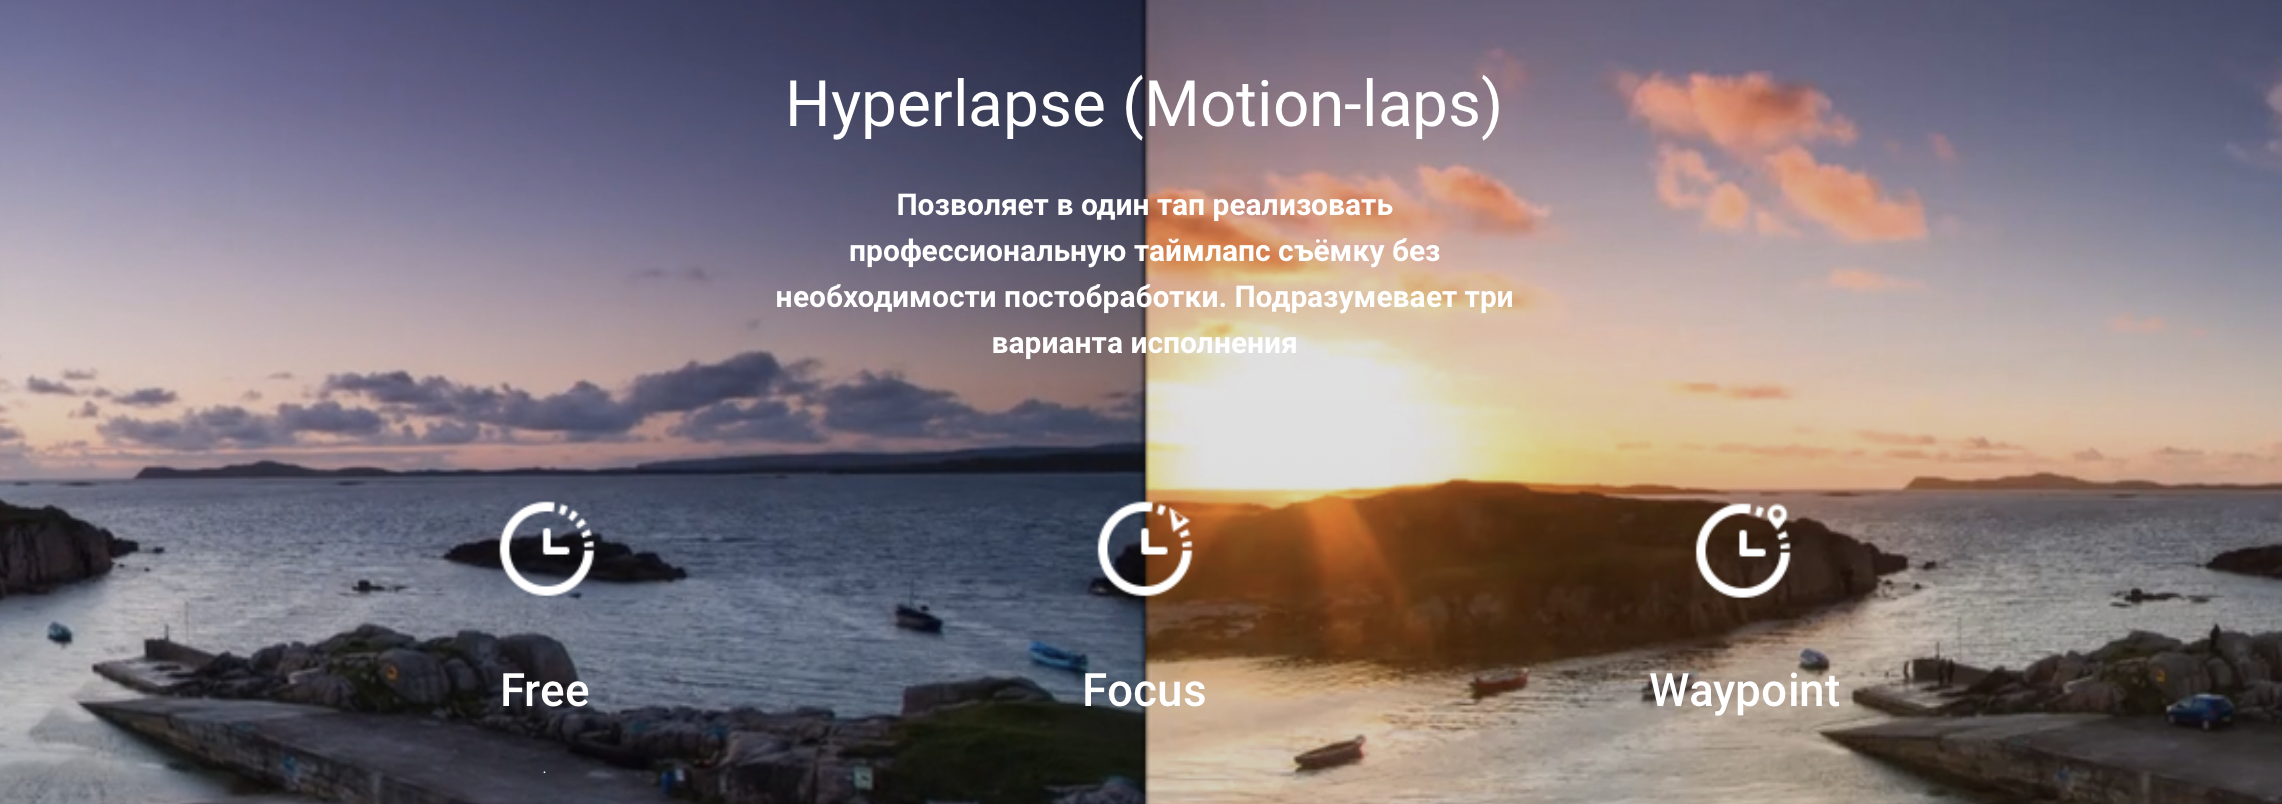 Hyperlapse (Motion-laps)
Позволяет в один тап реализовать
профессиональную таймлапс съёмку без
необходимости постобработки. Подразумевает три
варианта исполнения
Free
Focus
Waypoint